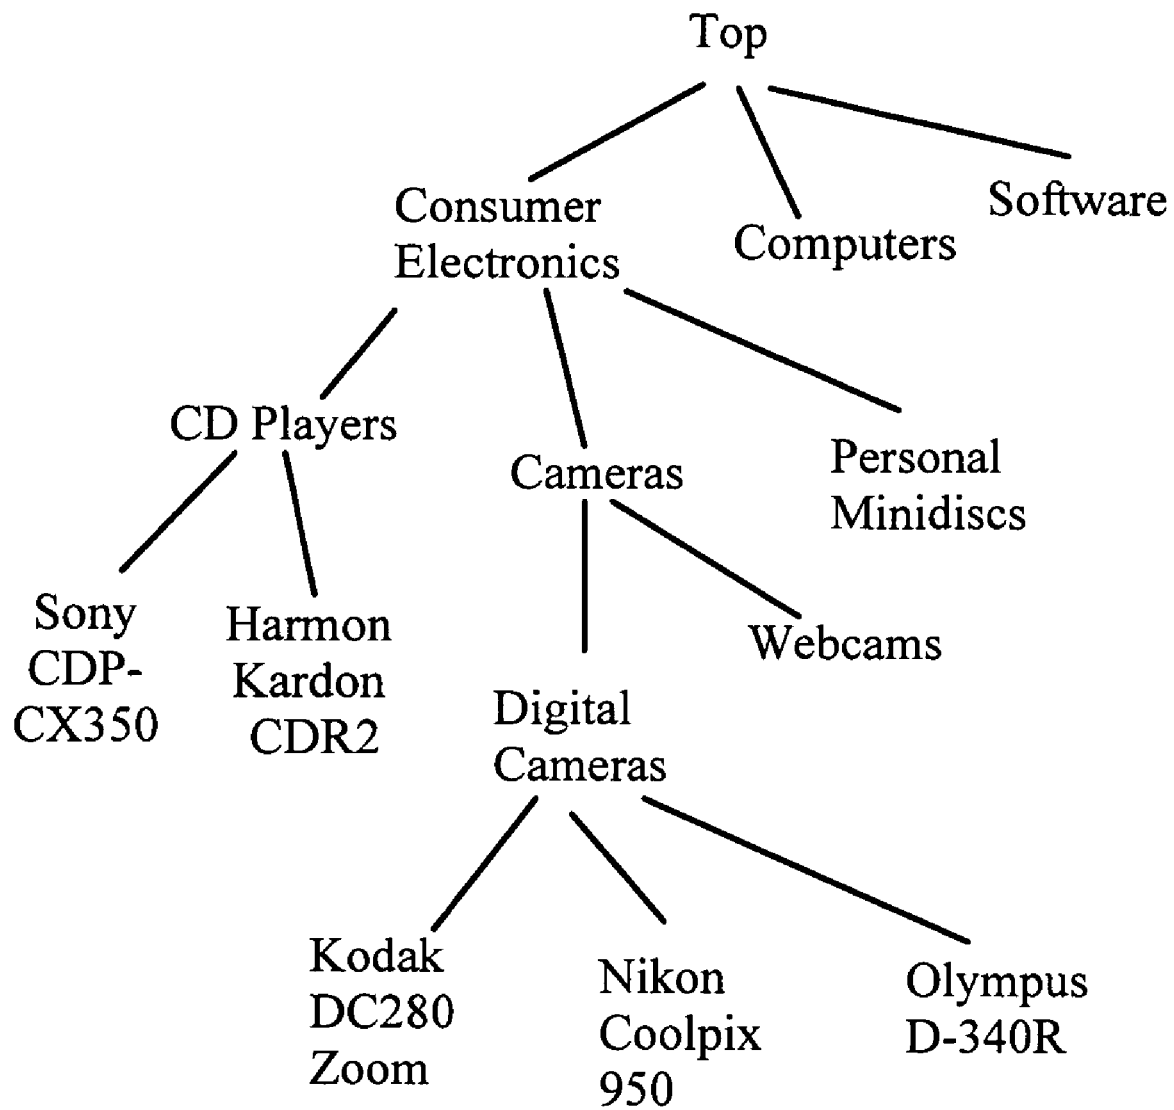 Top
Consumer
Electronics
Computers
Software
CD Players
Cameras
Personal
Minidiscs
Sony
CDP-
CX350
Harmon
Kardon
CDR2
Webcams
Digital
Cameras
Kodak
DC280
Zoom
Nikon
Coolpix
950
Olympus
D-340R